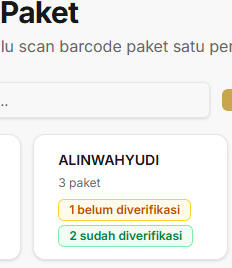 Paket
lu scan barcode paket satu per
..
ALINWAHYUDI
3 paket
1 belum diverifikasi
2 sudah diverifikasi